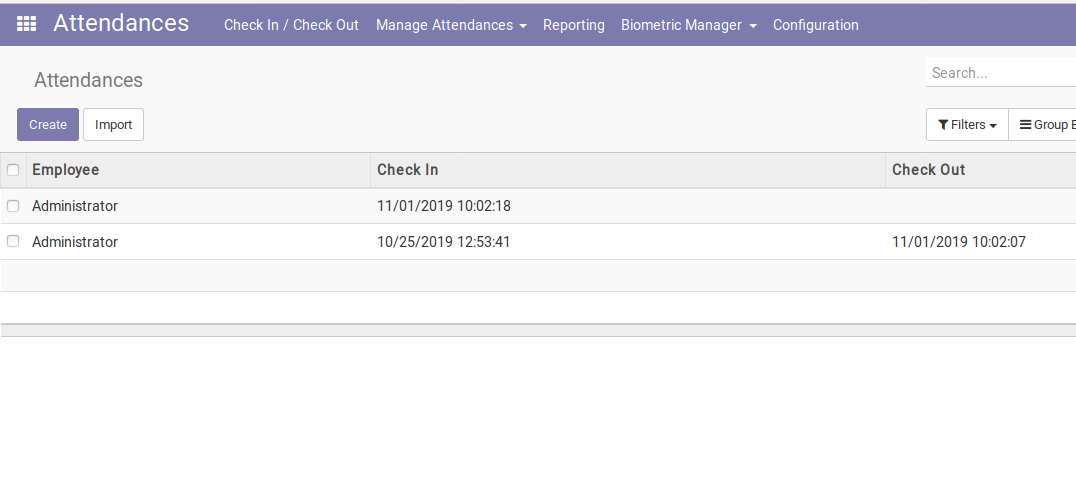 Attendances Check In / Check Out Manage Attendances Reporting Biometric Manager Configuration
Attendances
Search...
Create Import Filters Group
Employee Check In Check Out
Administrator 11/01/2019 10:02:18
Administrator 10/25/2019 12:53:41 11/01/2019 10:02:07